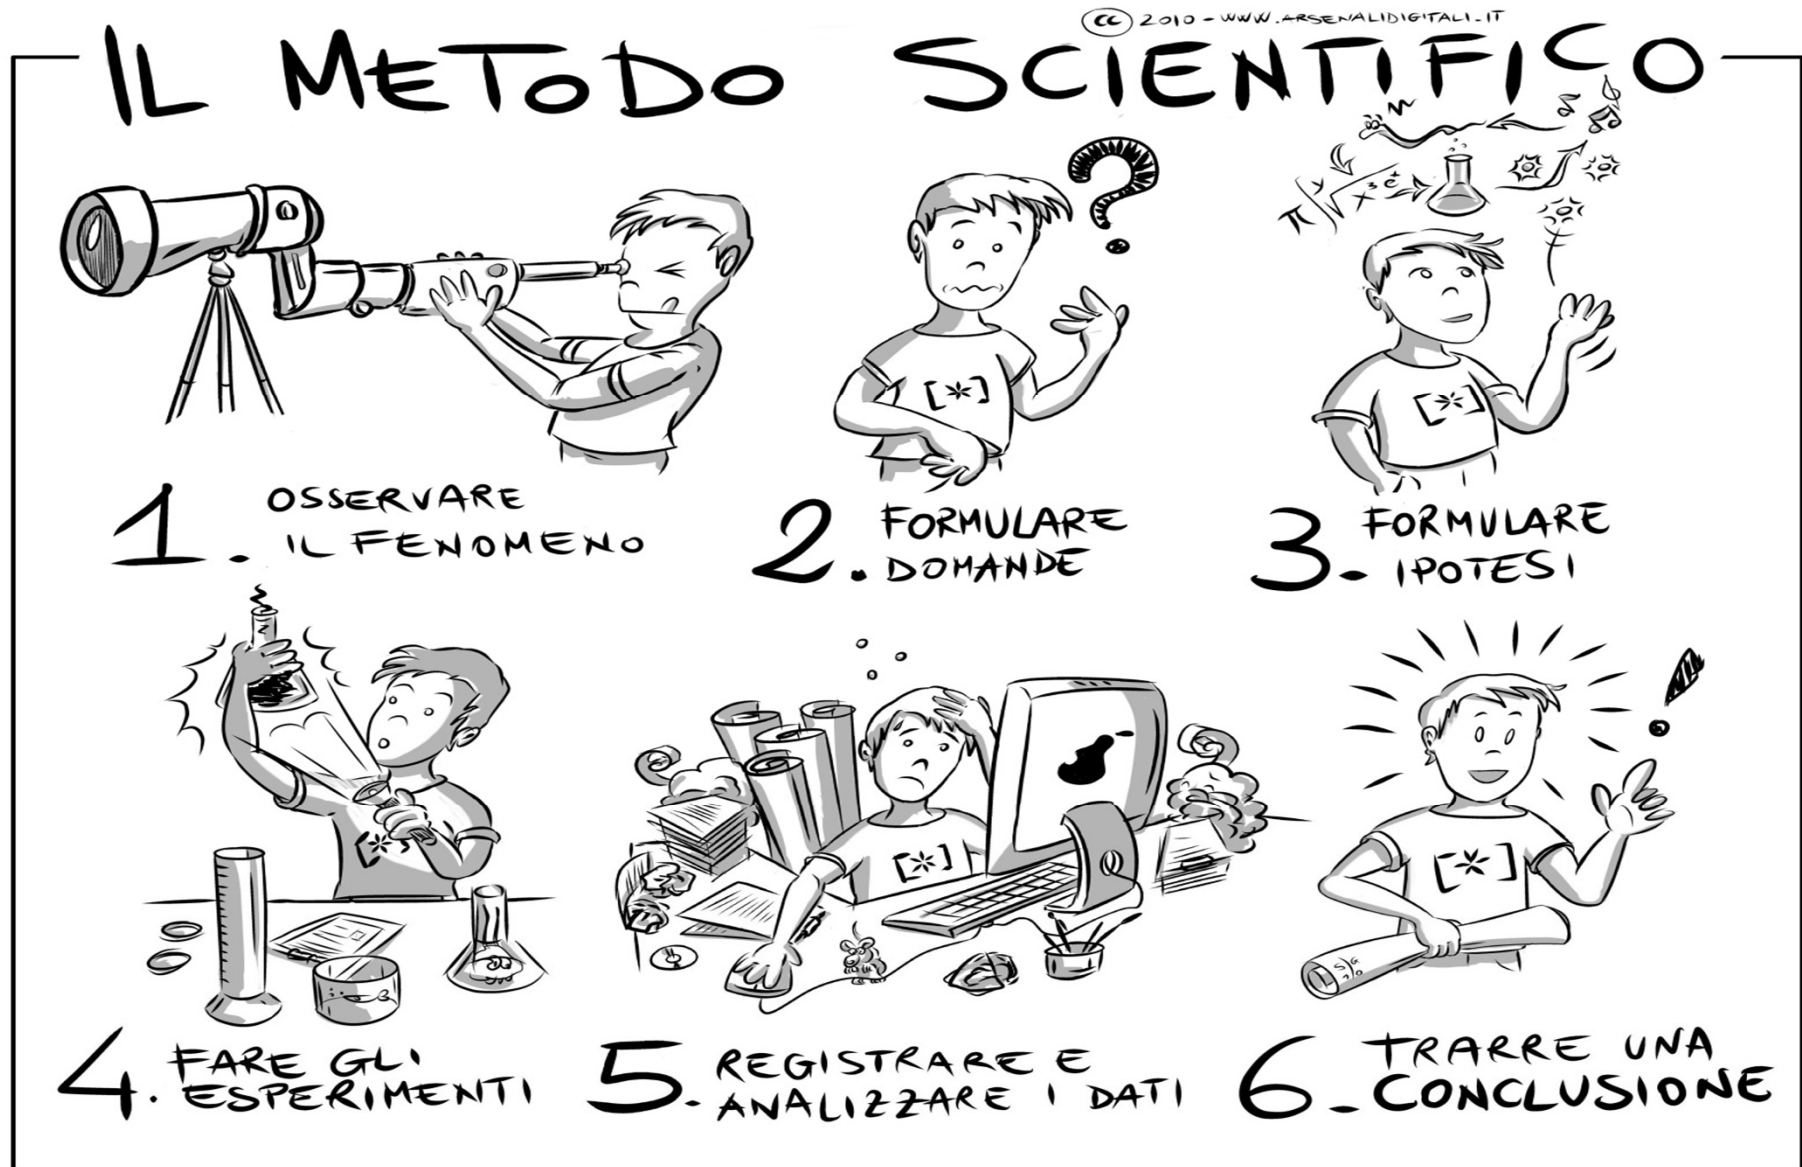 cc 2010 - WWW.ARSENALIDIGITALI.IT
IL METODO SCIENTIFICO
1. OSSERVARE
IL FENOMENO
2. FORMULARE
DOMANDE
3. FORMULARE
IPOTESI
4. FARE GLI
ESPERIMENTI
5. REGISTRARE E
ANALIZZARE I DATI
6. TRARRE UNA
CONCLUSIONE